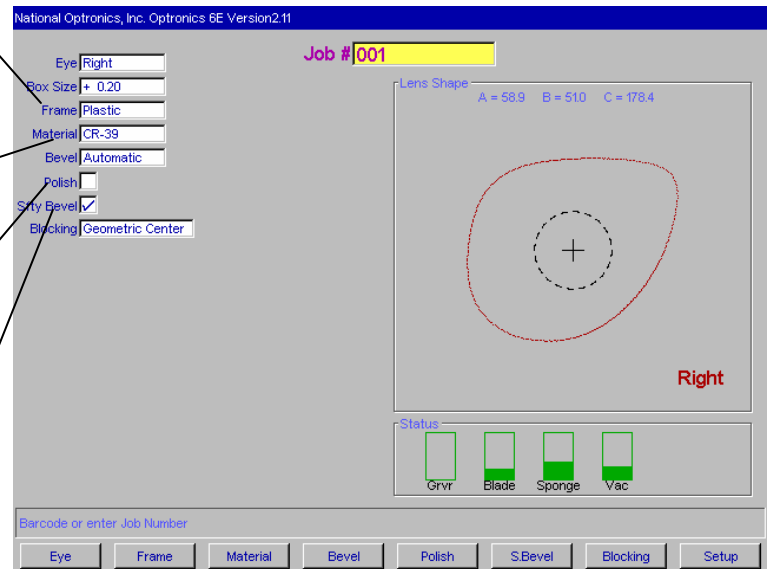 National Optronics, Inc. Optronics 6E Version2.11
Job # 001
Eye Right
Box Size + 0.20
Frame Plastic
Material CR-39
Bevel Automatic
Polish
Sfty Bevel
Blocking Geometric Center
Lens Shape
A = 58.9 B = 51.0 C = 178.4
Right
Status
Grvr Blade Sponge Vac
Barcode or enter Job Number
Eye Frame Material Bevel Polish S.Bevel Blocking Setup